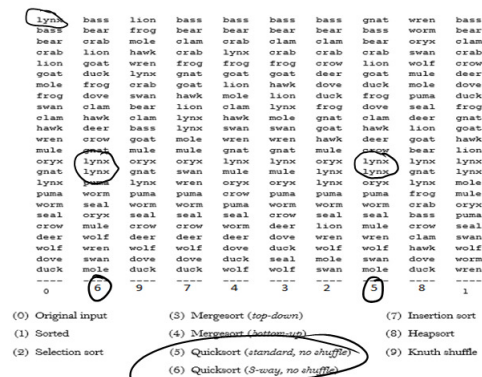 lynx bass lion bass bass bass bass gnat wren bass
bass bear frog bear bear bear bear bass worm bear
bear crab mole clam crab clam clam bear oryx clam
crab lion hawk crab lynx crab crab crab swan crab
lion goat wren frog frog frog crow lion wolf crow
goat duck lynx gnat goat goat deer goat mule deer
mole frog crab goat lion hawk dove mole duck dove
frog dove swan hawk mole lion duck frog puma duck
swan clam bear lion clam lynx frog dove seal frog
clam hawk clam lynx hawk mole gnat clam deer gnat
hawk deer bass lynx swan swan goat hawk lion goat
wren crow goat mole wren wren hawk deer goat hawk
mule gnat mule mule gnat gnat mule crow bear lion
oryx lynx oryx oryx lynx lynx oryx lynx lynx lynx
gnat lynx gnat swan mule mule lynx lynx gnat lynx
lynx puma lynx wren oryx oryx lynx oryx lynx mole
puma worm puma puma crow puma puma puma frog mule
worm seal worm worm puma worm worm worm crab oryx
seal oryx seal seal seal crow seal seal bass puma
crow mule crow crow worm deer lion mule crow seal
deer wolf deer deer deer dove wren wren clam swan
wolf wren wolf wolf dove duck wolf wolf hawk wolf
dove swan dove dove duck seal mole swan dove worm
duck mole duck duck wolf wolf swan mole mole wren
---- ---- ---- ---- ---- ---- ---- ---- ---- ----
0 6 9 7 4 3 2 5 8 1
(0) Original input (3) Mergesort (top-down) (7) Insertion sort
(1) Sorted (4) Mergesort (bottom-up) (8) Heapsort
(2) Selection sort (5) Quicksort (standard, no shuffle) (9) Knuth shuffle
(6) Quicksort (3-way, no shuffle)